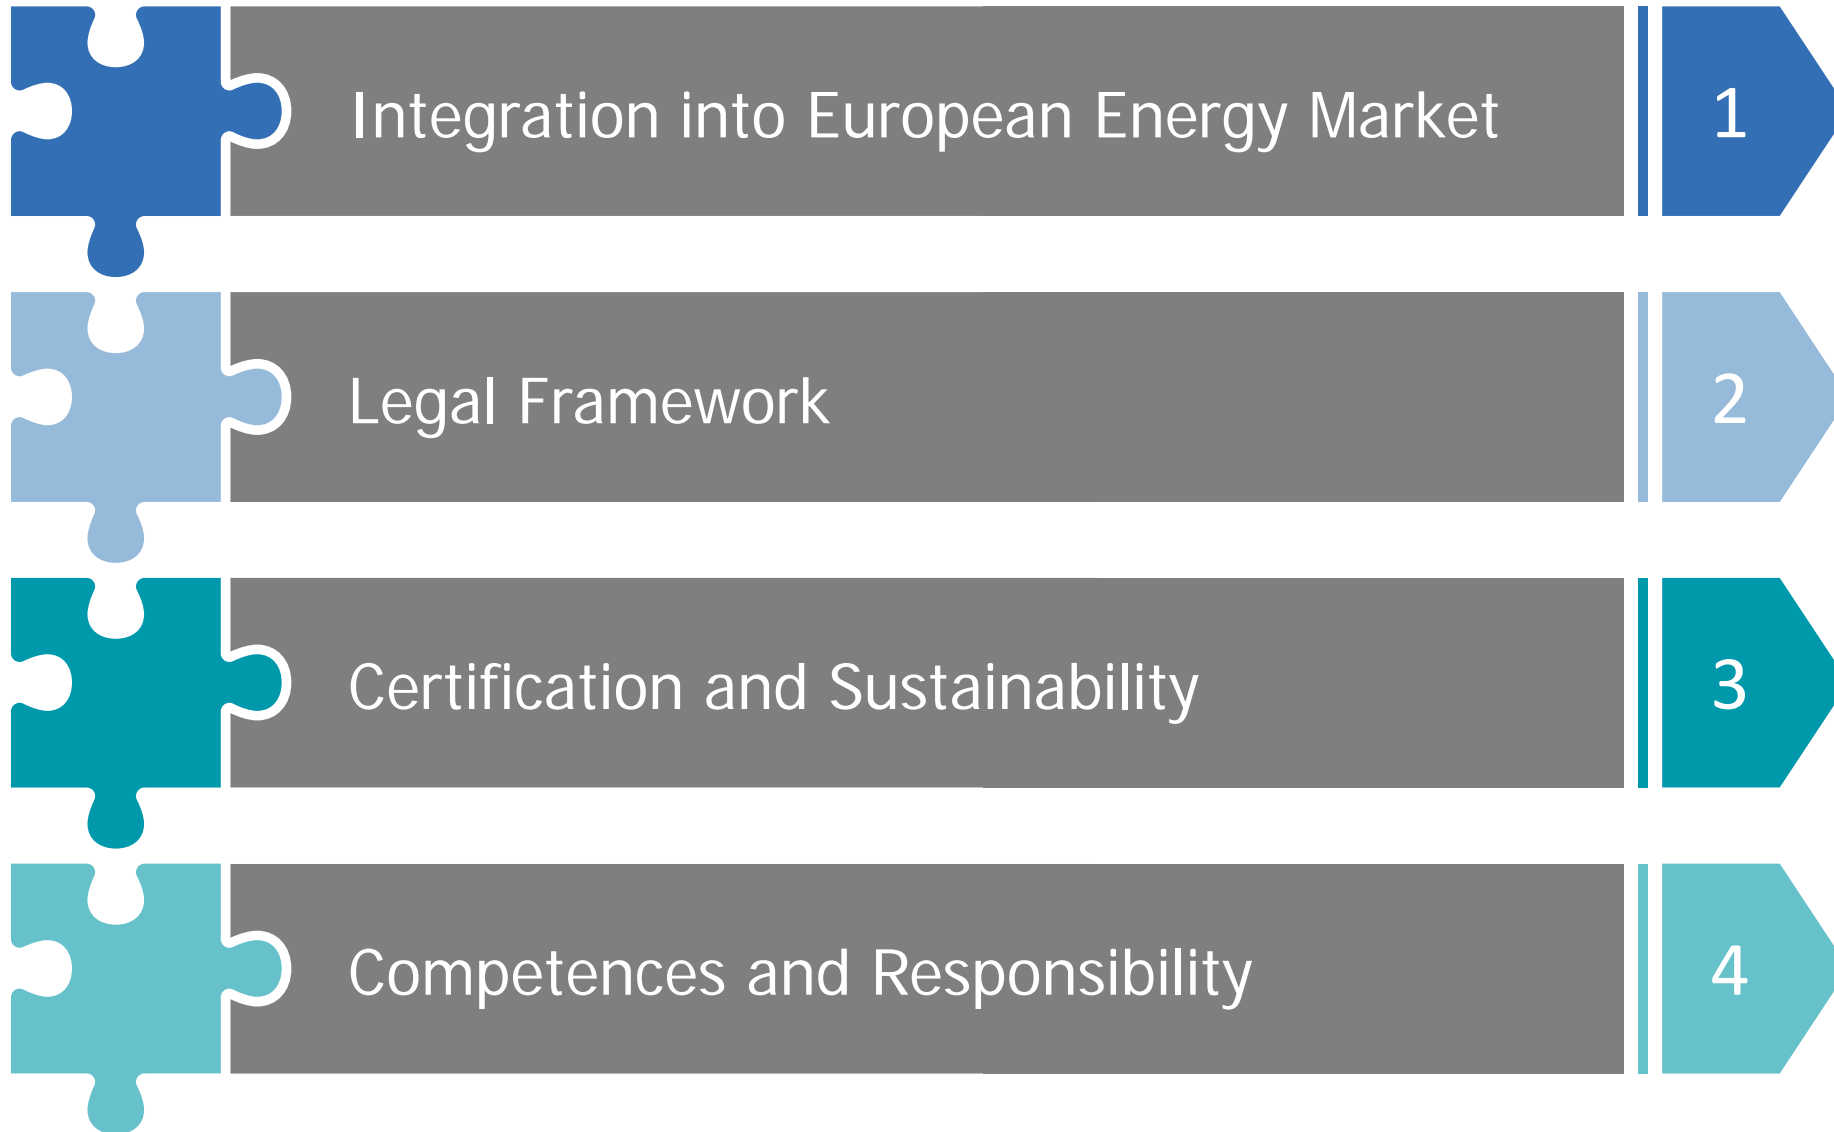 Integration into European Energy Market 1
Legal Framework 2
Certification and Sustainability 3
Competences and Responsibility 4